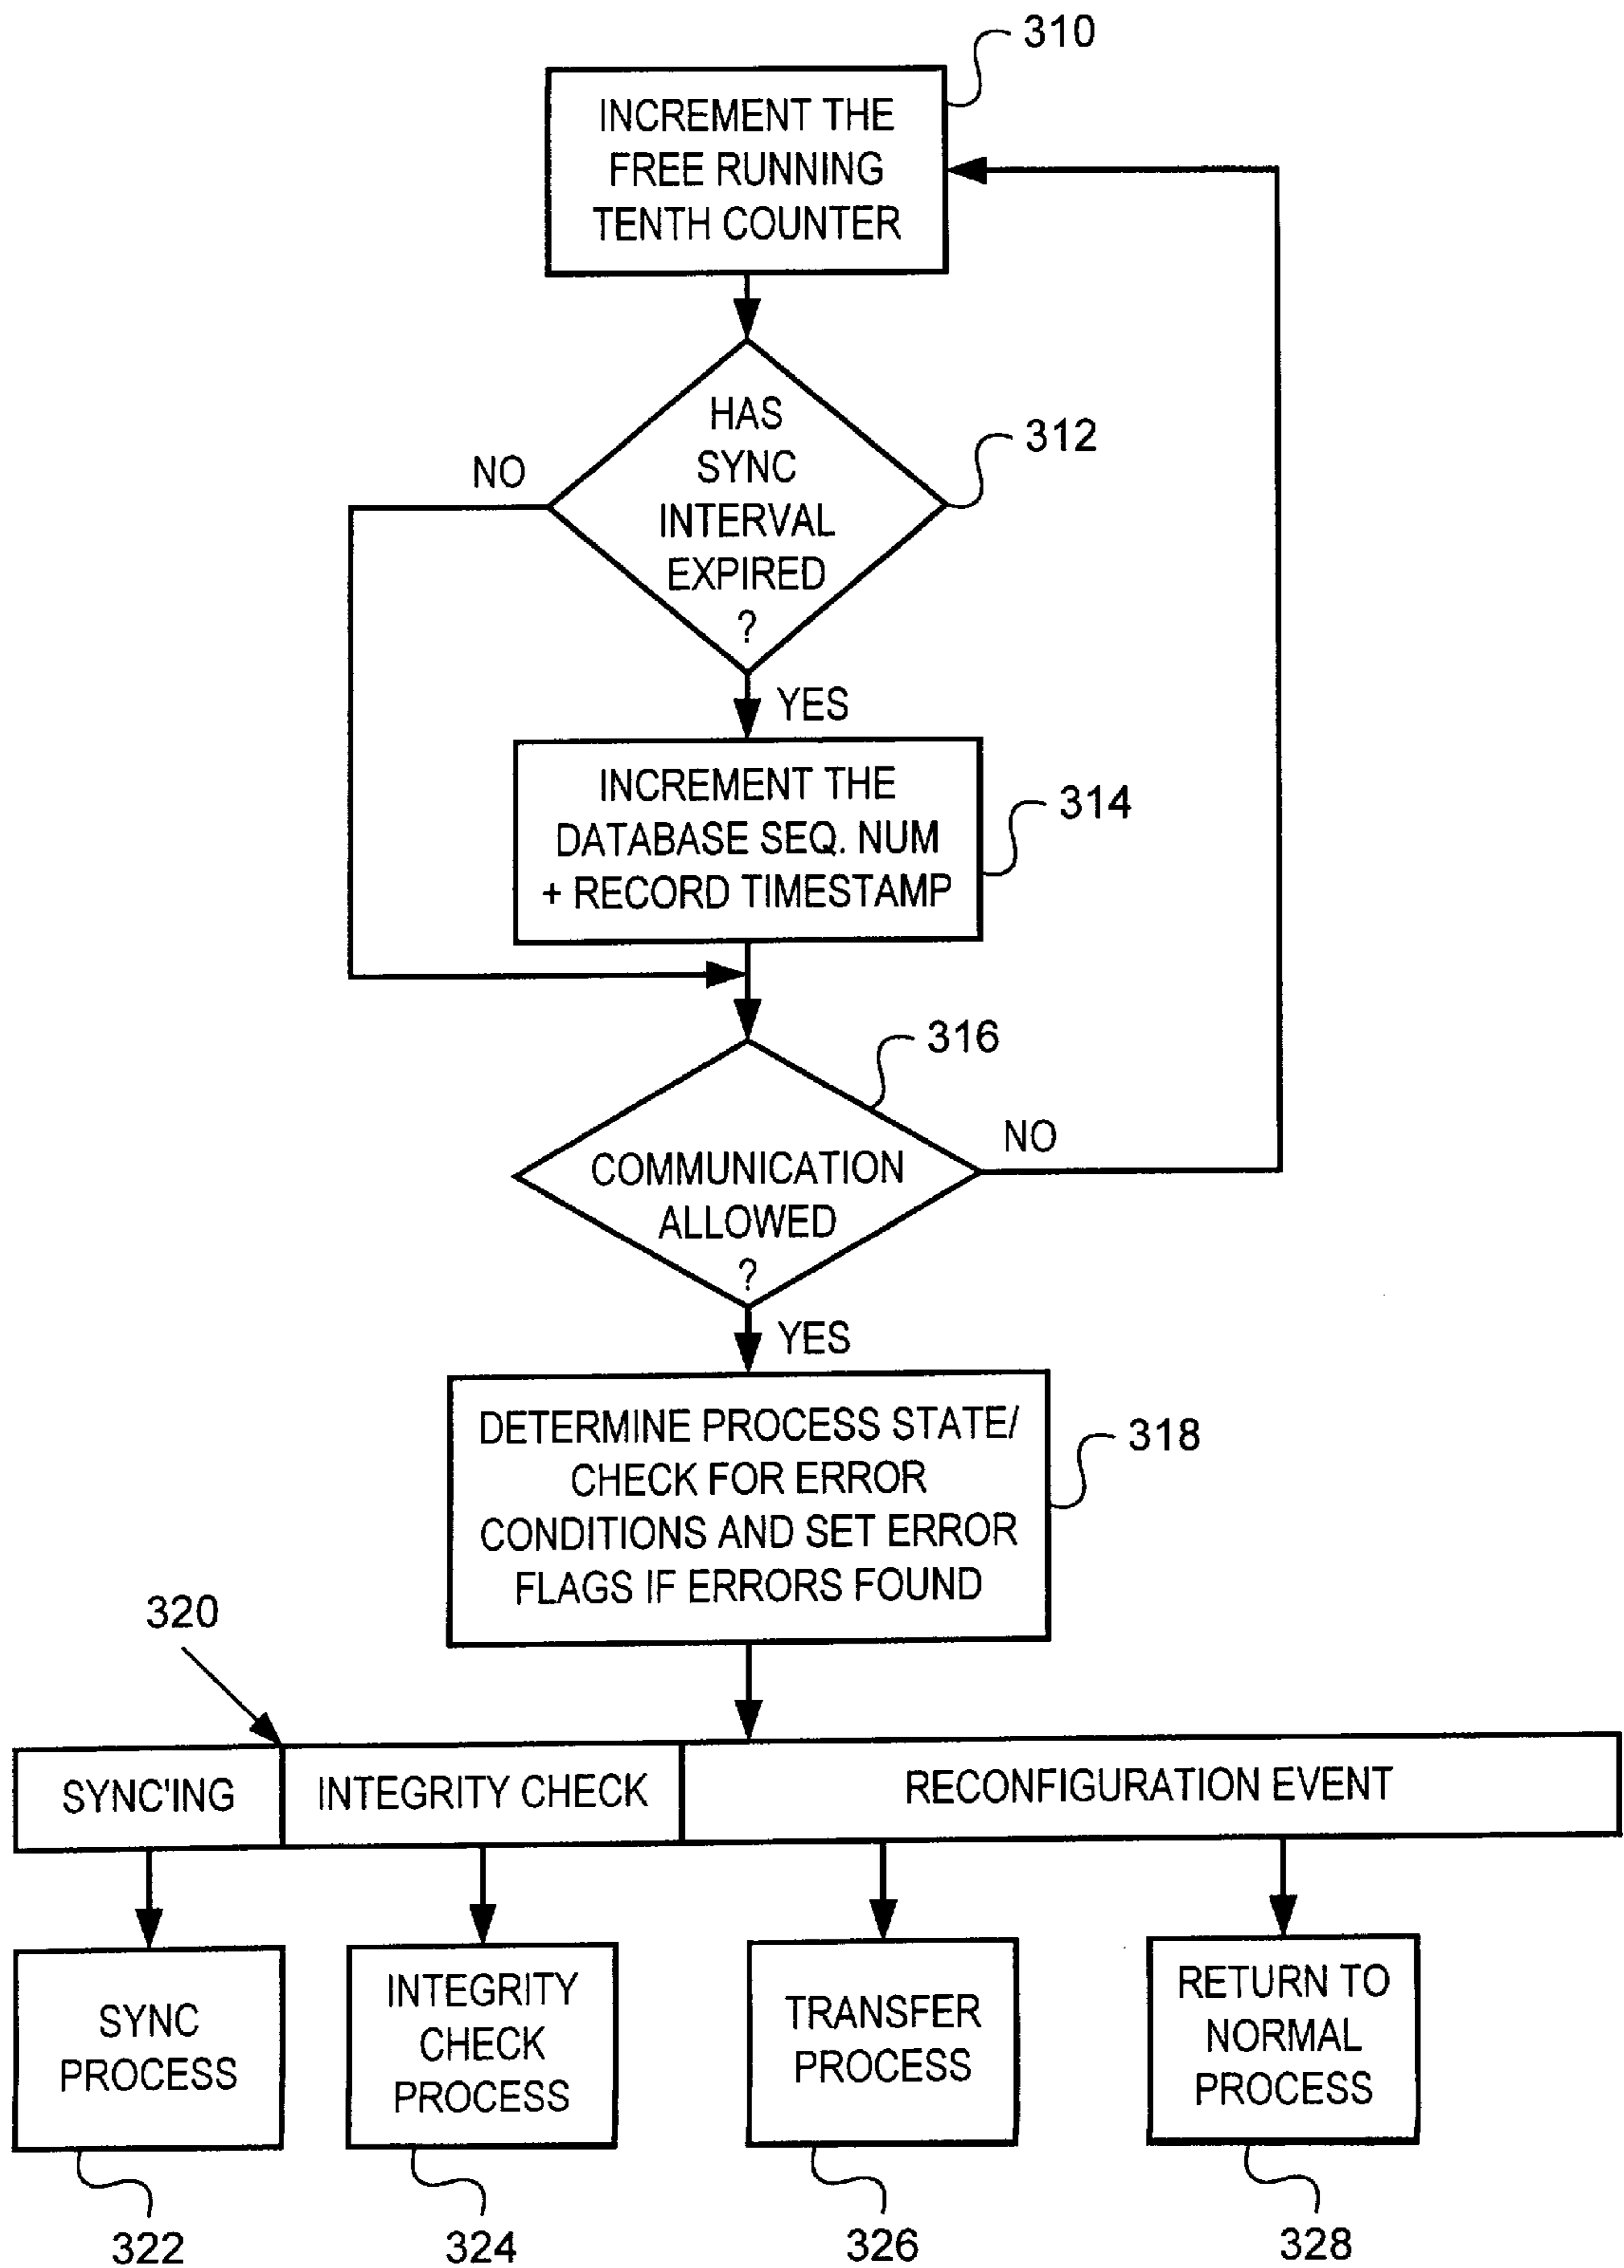 310
INCREMENT THE
FREE RUNNING
TENTH COUNTER
HAS
SYNC
INTERVAL
EXPIRED
?
312
NO
YES
INCREMENT THE
DATABASE SEQ. NUM
+ RECORD TIMESTAMP
314
316
COMMUNICATION
ALLOWED
?
NO
YES
DETERMINE PROCESS STATE/
CHECK FOR ERROR
CONDITIONS AND SET ERROR
FLAGS IF ERRORS FOUND
318
320
SYNC'ING
INTEGRITY CHECK
RECONFIGURATION EVENT
SYNC
PROCESS
INTEGRITY
CHECK
PROCESS
TRANSFER
PROCESS
RETURN TO
NORMAL
PROCESS
322
324
326
328